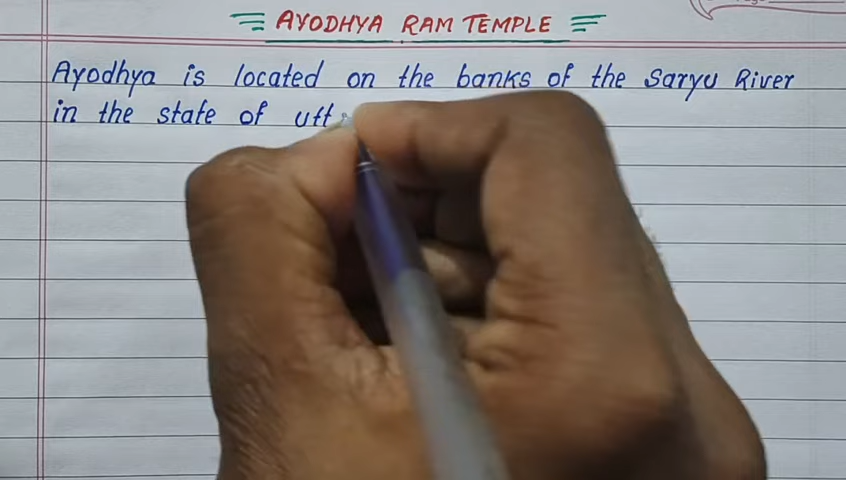 AYODHYA RAM TEMPLE
Ayodhya is located on the banks of the Saryu River
in the state of utt